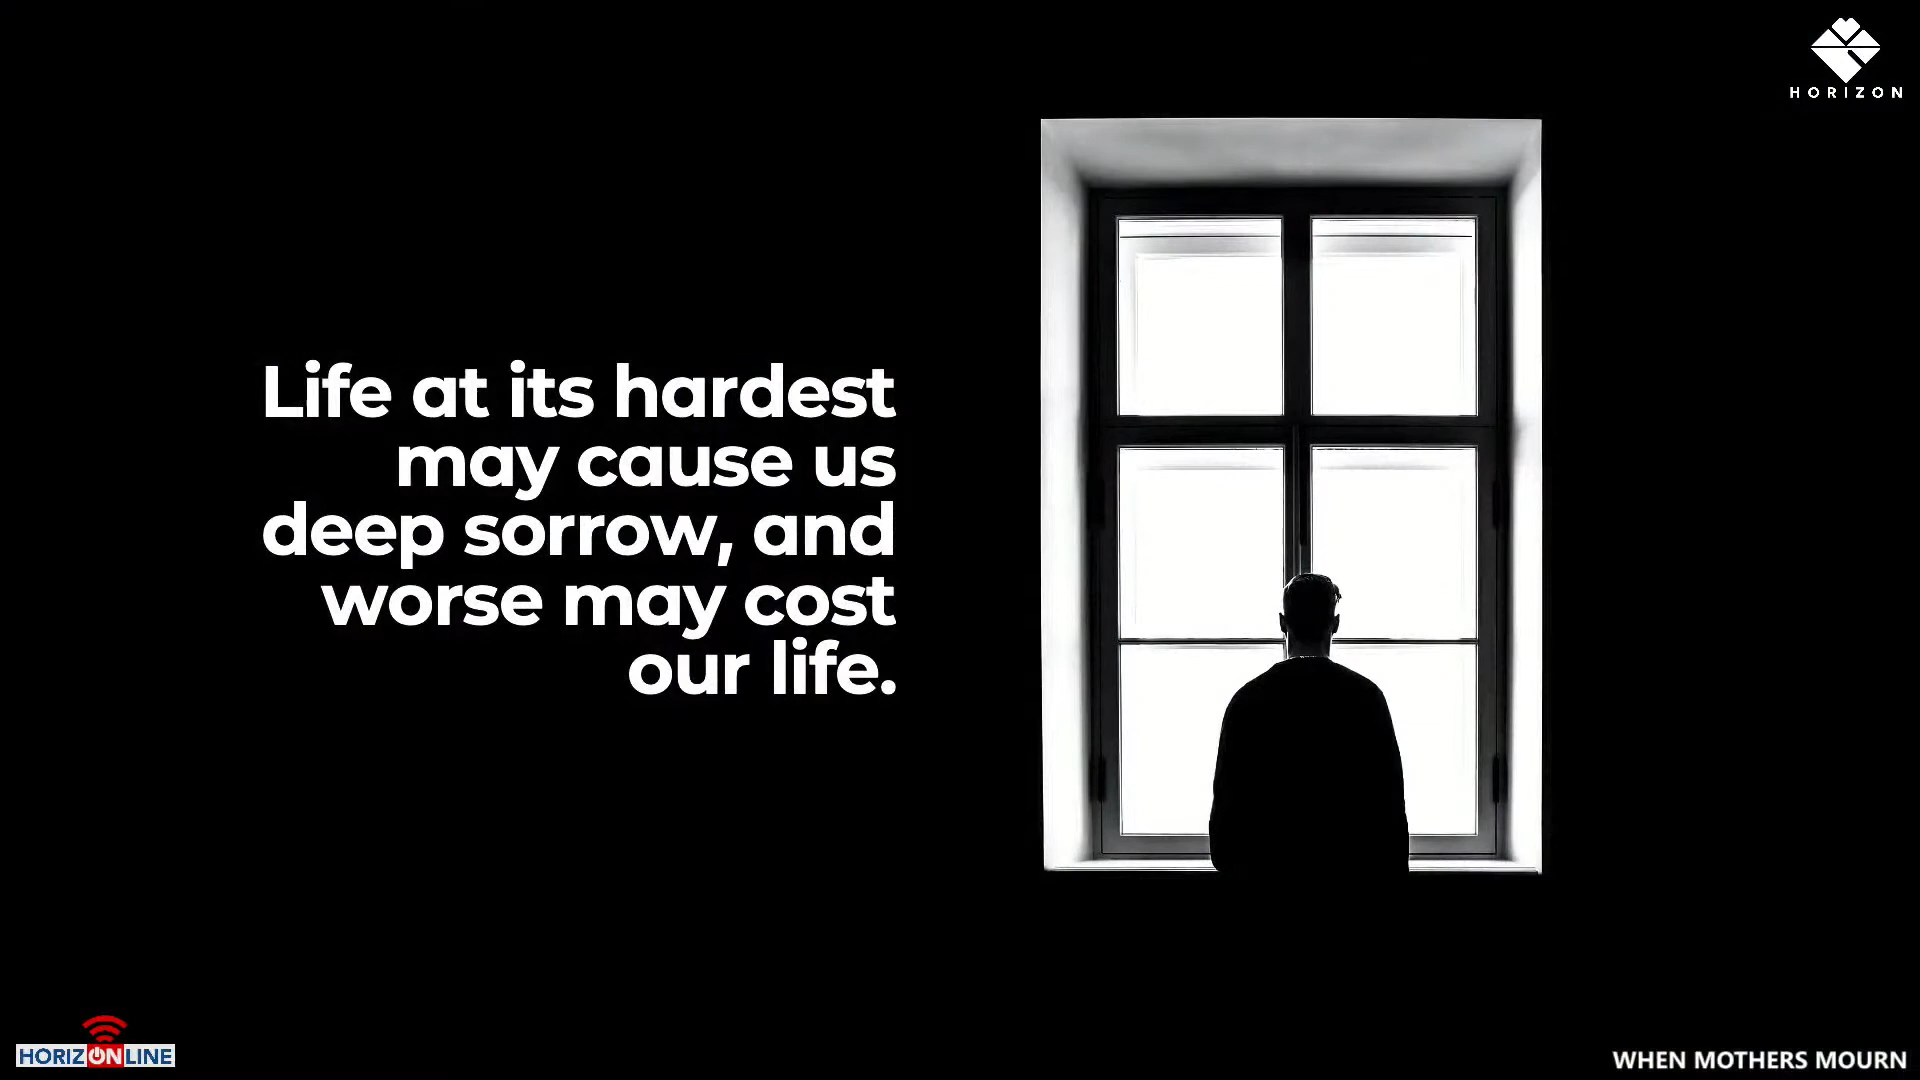 HORIZON
Life at its hardest
may cause us
deep sorrow, and
worse may cost
our life.
HORIZONLINE
WHEN MOTHERS MOURN